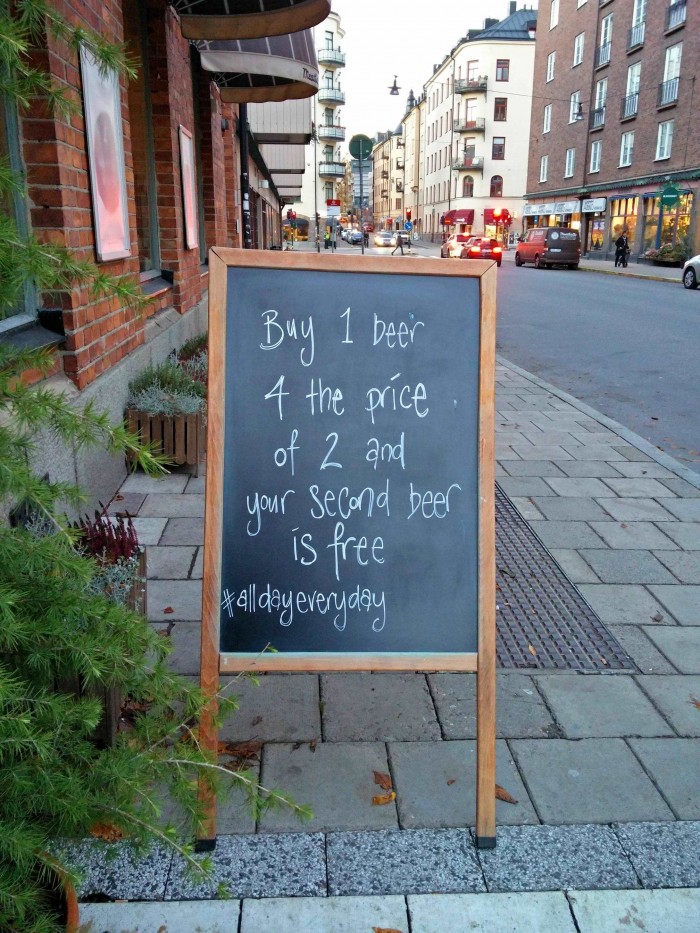 Buy 1 beer
4 the price
of 2 and
your second beer
is free
#alldayeveryday